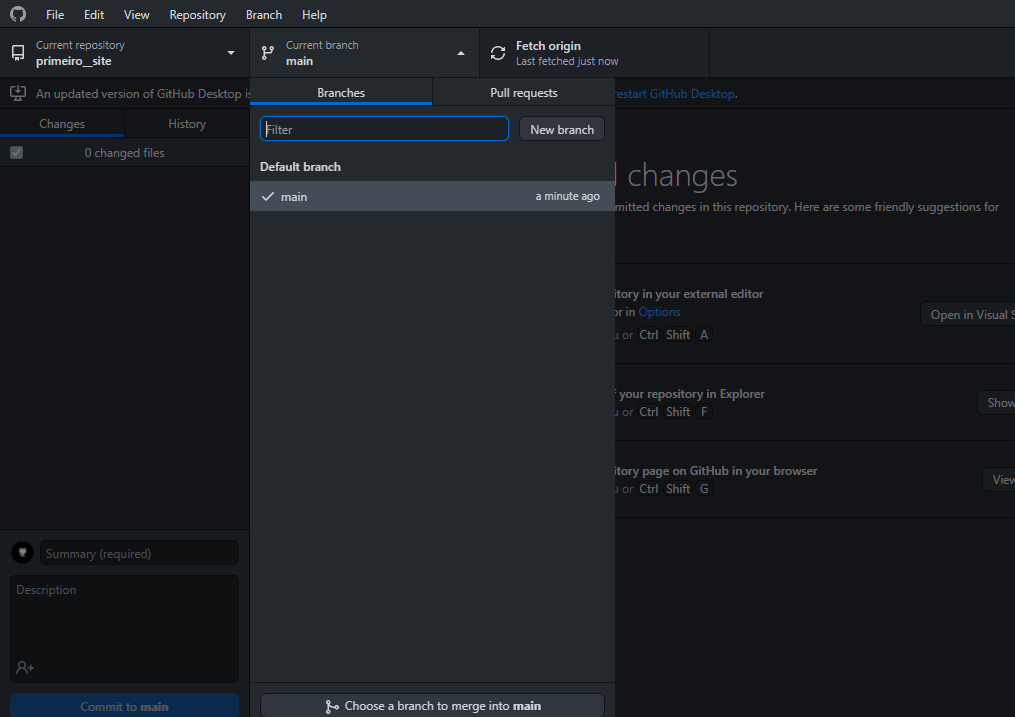 File Edit View Repository Branch Help
Current repository
primeiro_site
Current branch
main
Fetch origin
Last fetched just now
An updated version of GitHub Desktop is
restart GitHub Desktop.
Changes History
0 changed files
Branches Pull requests
Filter
New branch
Default branch
main a minute ago
changes
mitted changes in this repository. Here are some friendly suggestions for
itory in your external editor
or in Options
u or Ctrl Shift A
Open in Visual S
f your repository in Explorer
u or Ctrl Shift F
Show
itory page on GitHub in your browser
u or Ctrl Shift G
View
Summary (required)
Description
Commit to main
Choose a branch to merge into main